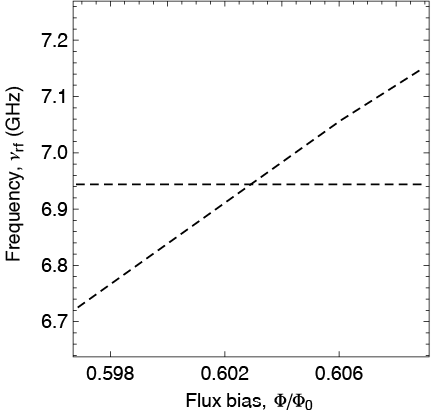 7.2
7.1
7.0
6.9
6.8
6.7
Frequency, νrf (GHz)
0.598 0.602 0.606
Flux bias, Φ/Φ0